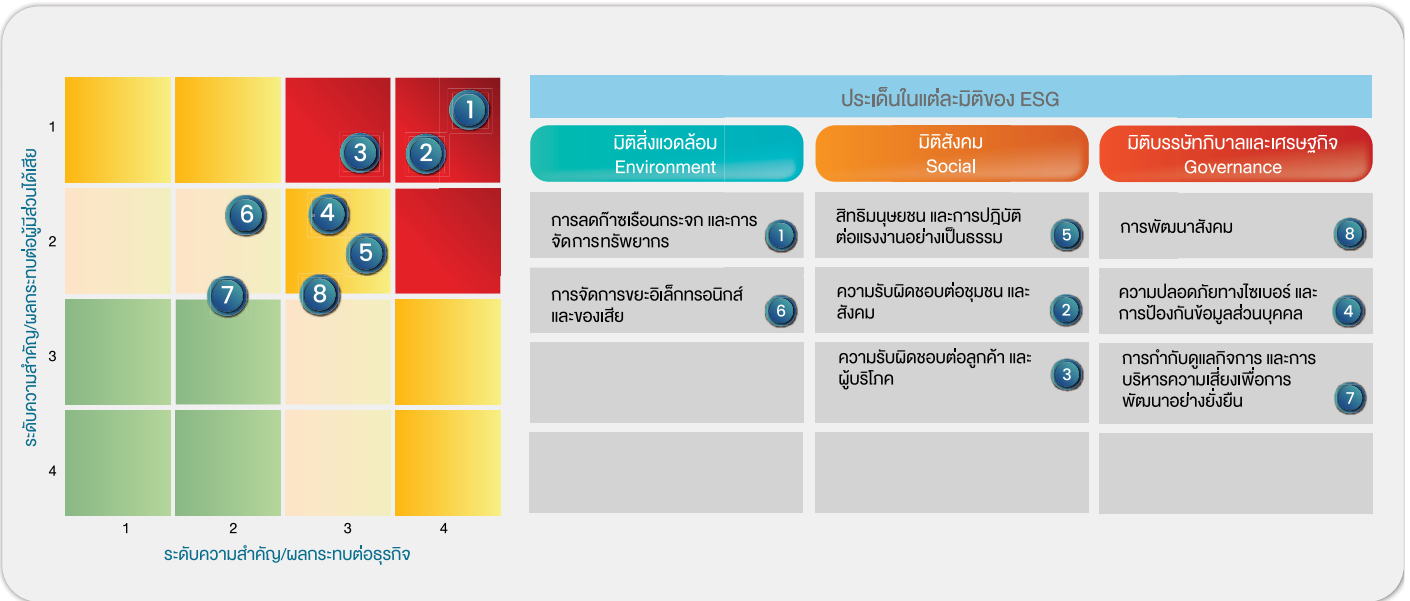 ระดับความสำคัญ/ผลกระทบต่อผู้มีส่วนได้เสีย
1
2
3
4
1
3
2
6
4
5
7
8
1
2
3
4
ระดับความสำคัญ/ผลกระทบต่อธุรกิจ
ประเด็นในแต่ละมิติของ ESG
มิติสิ่งแวดล้อม
Environment
การลดก๊าซเรือนกระจก และการ
จัดการทรัพยากร
1
การจัดการขยะอิเล็กทรอนิกส์
และของเสีย
6
มิติสังคม
Social
สิทธิมนุษยชน และการปฏิบัติ
ต่อแรงงานอย่างเป็นธรรม
5
ความรับผิดชอบต่อชุมชน และ
สังคม
2
ความรับผิดชอบต่อลูกค้า และ
ผู้บริโภค
3
มิติบรรษัทภิบาลและเศรษฐกิจ
Governance
การพัฒนาสังคม
8
ความปลอดภัยทางไซเบอร์ และ
การป้องกันข้อมูลส่วนบุคคล
4
การกำกับดูแลกิจการ และการ
บริหารความเสี่ยงเพื่อการ
พัฒนาอย่างยั่งยืน
7